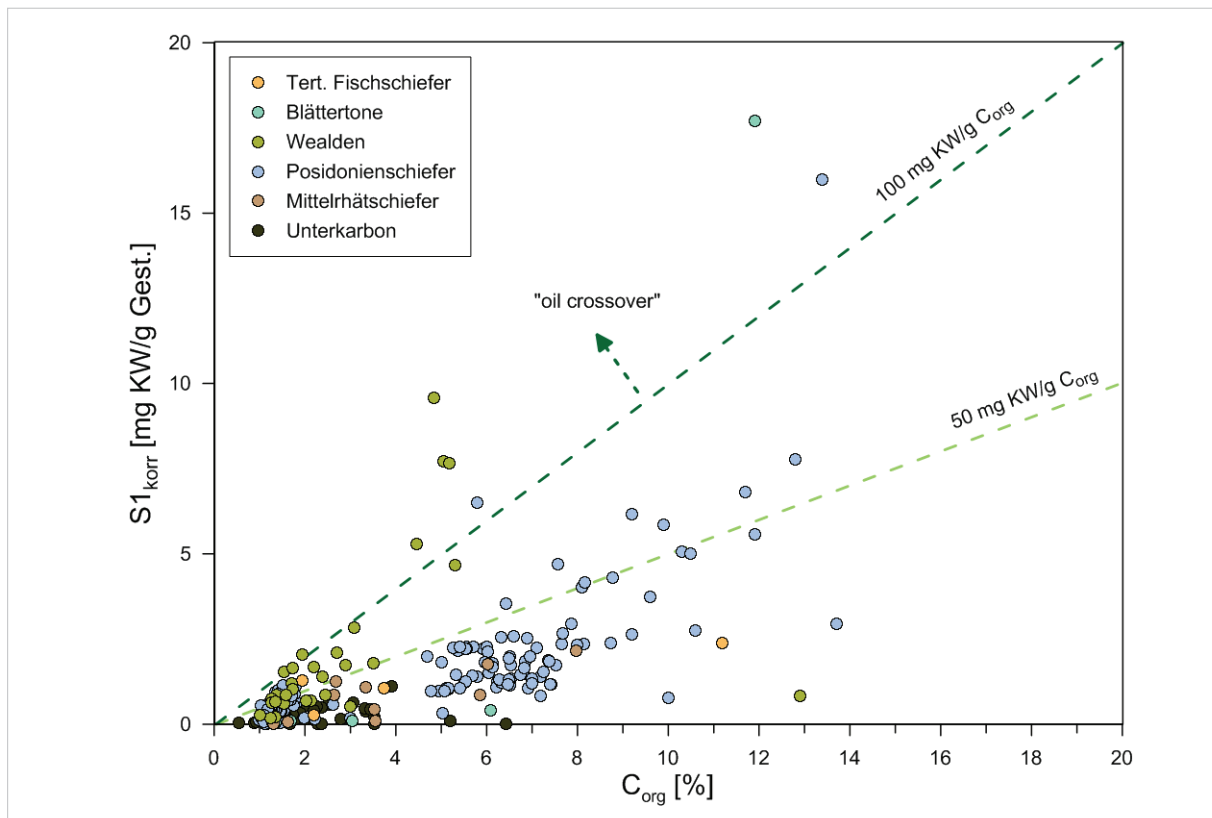 20
15
10
5
0
S1korr [mg KW/g Gest.]
Tert. Fischschiefer
Blättertone
Wealden
Posidonienschiefer
Mittelrhätschiefer
Unterkarbon
"oil crossover"
100 mg KW/g Corg
50 mg KW/g Corg
0 2 4 6 8 10 12 14 16 18 20
Corg [%]